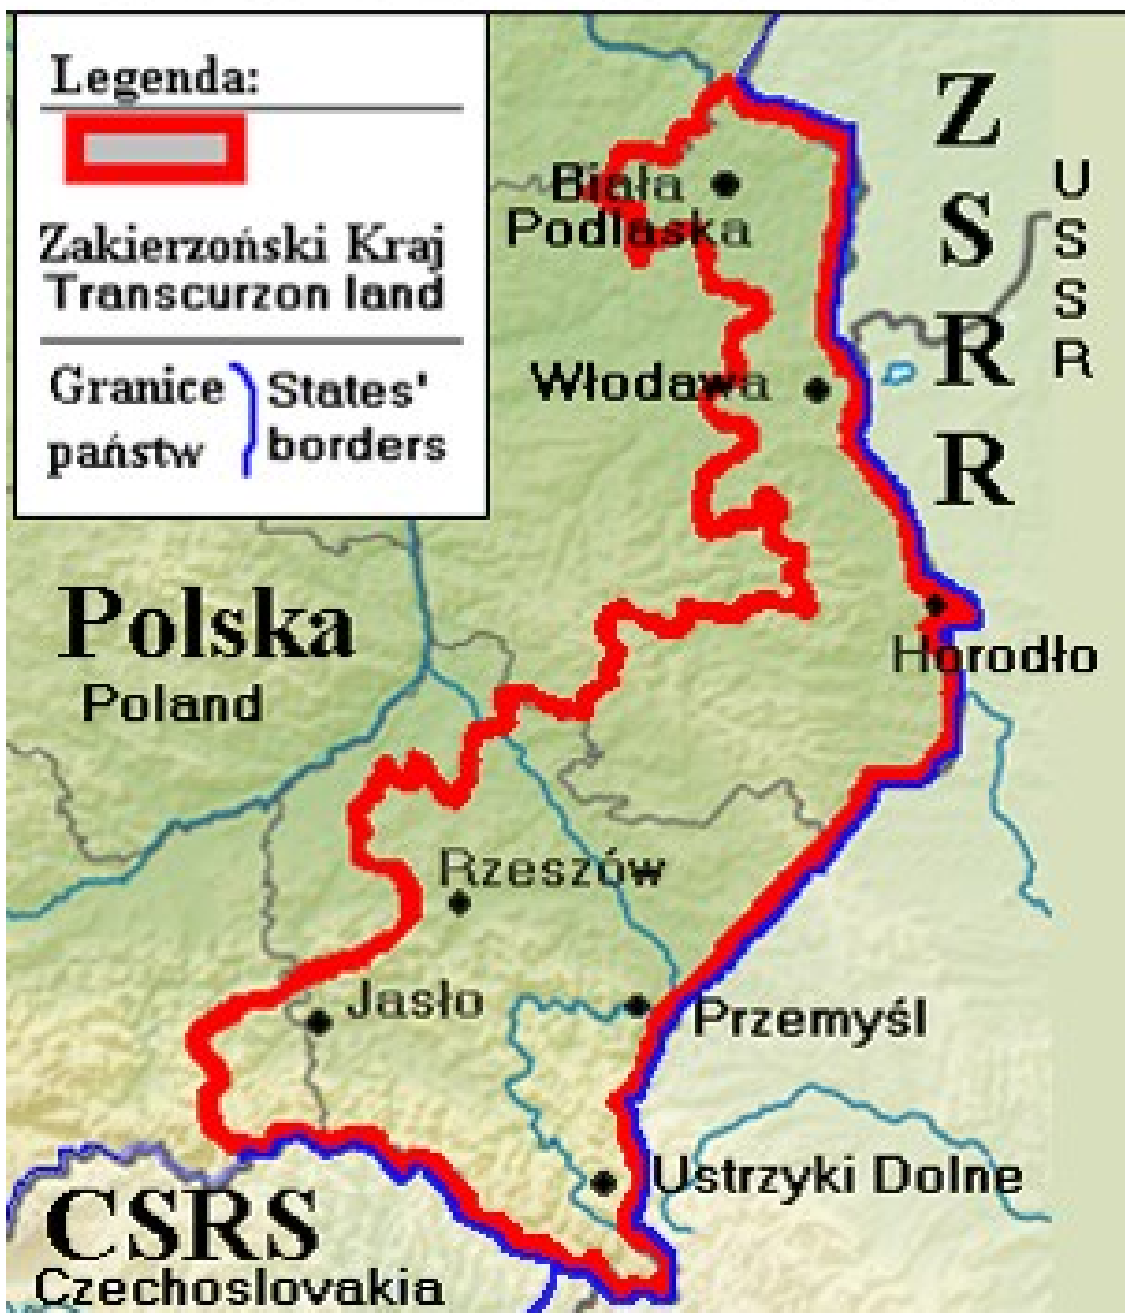 Legenda:
Zakierzoński Kraj
Transcurzon land
Granice
państw
States'
borders
Z
S
R
R
U
S
S
R
Biała
Podlaska
Włodawa
Horodło
Polska
Poland
Rzeszów
Jasło
Przemyśl
Ustrzyki Dolne
CSRS
Czechoslovakia